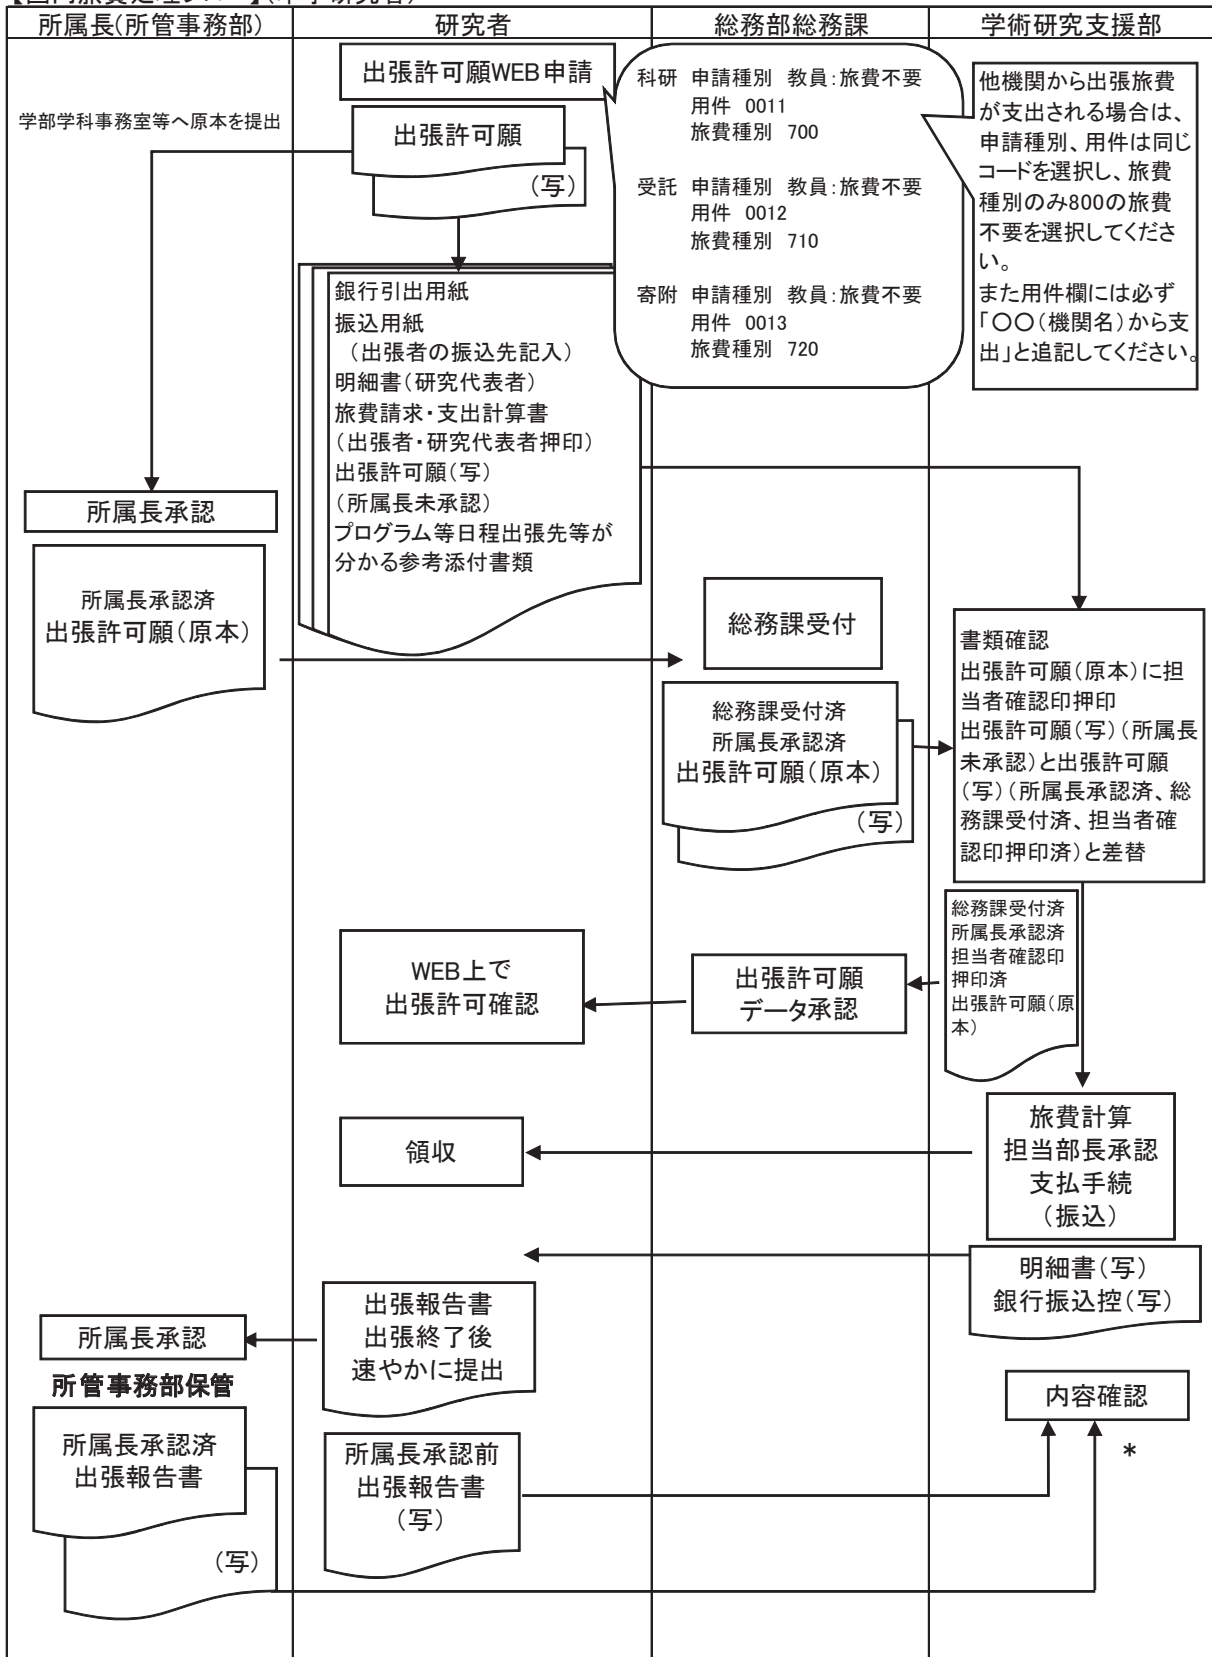 所属長(所管事務部)
研究者
総務部総務課
学術研究支援部
出張許可願WEB申請
学部学科事務室等へ原本を提出
出張許可願
(写)
科研 申請種別 教員:旅費不要
用件 0011
旅費種別 700
受託 申請種別 教員:旅費不要
用件 0012
旅費種別 710
寄附 申請種別 教員:旅費不要
用件 0013
旅費種別 720
他機関から出張旅費
が支出される場合は、
申請種別、用件は同じ
コードを選択し、旅費
種別のみ800の旅費
不要を選択してくださ
い。
また用件欄には必ず
「〇〇(機関名)から支
出」と追記してください。
銀行引出用紙
振込用紙
(出張者の振込先記入)
明細書(研究代表者)
旅費請求・支出計算書
(出張者・研究代表者押印)
出張許可願(写)
(所属長未承認)
プログラム等日程出張先等が
分かる参考添付書類
所属長承認
所属長承認済
出張許可願(原本)
総務課受付
総務課受付済
所属長承認済
出張許可願(原本)
(写)
書類確認
出張許可願(原本)に担
当者確認印押印
出張許可願(写)(所属長
未承認)と出張許可願
(写)(所属長承認済、総
務課受付済、担当者確
認印押印済)と差替
総務課受付済
所属長承認済
担当者確認印
押印済
出張許可願(原
本)
出張許可願
データ承認
WEB上で
出張許可確認
旅費計算
担当部長承認
支払手続
(振込)
領収
明細書(写)
銀行振込控(写)
出張報告書
出張終了後
速やかに提出
所属長承認
所管事務部保管
所属長承認済
出張報告書
(写)
所属長承認前
出張報告書
(写)
内容確認
*